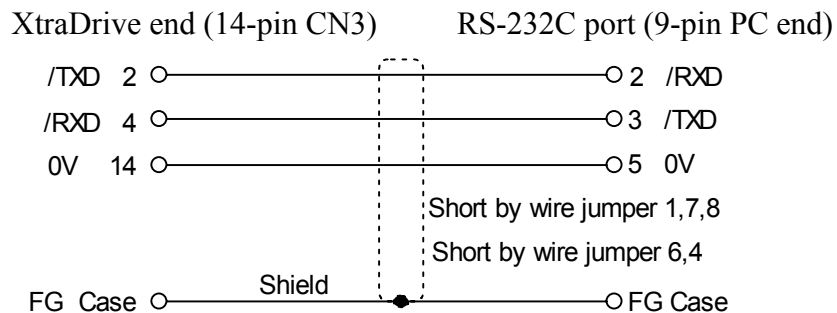 XtraDrive end (14-pin CN3) RS-232C port (9-pin PC end)
/TXD 2 2 /RXD
/RXD 4 3 /TXD
0V 14 5 0V
Short by wire jumper 1,7,8
Short by wire jumper 6,4
Shield
FG Case FG Case